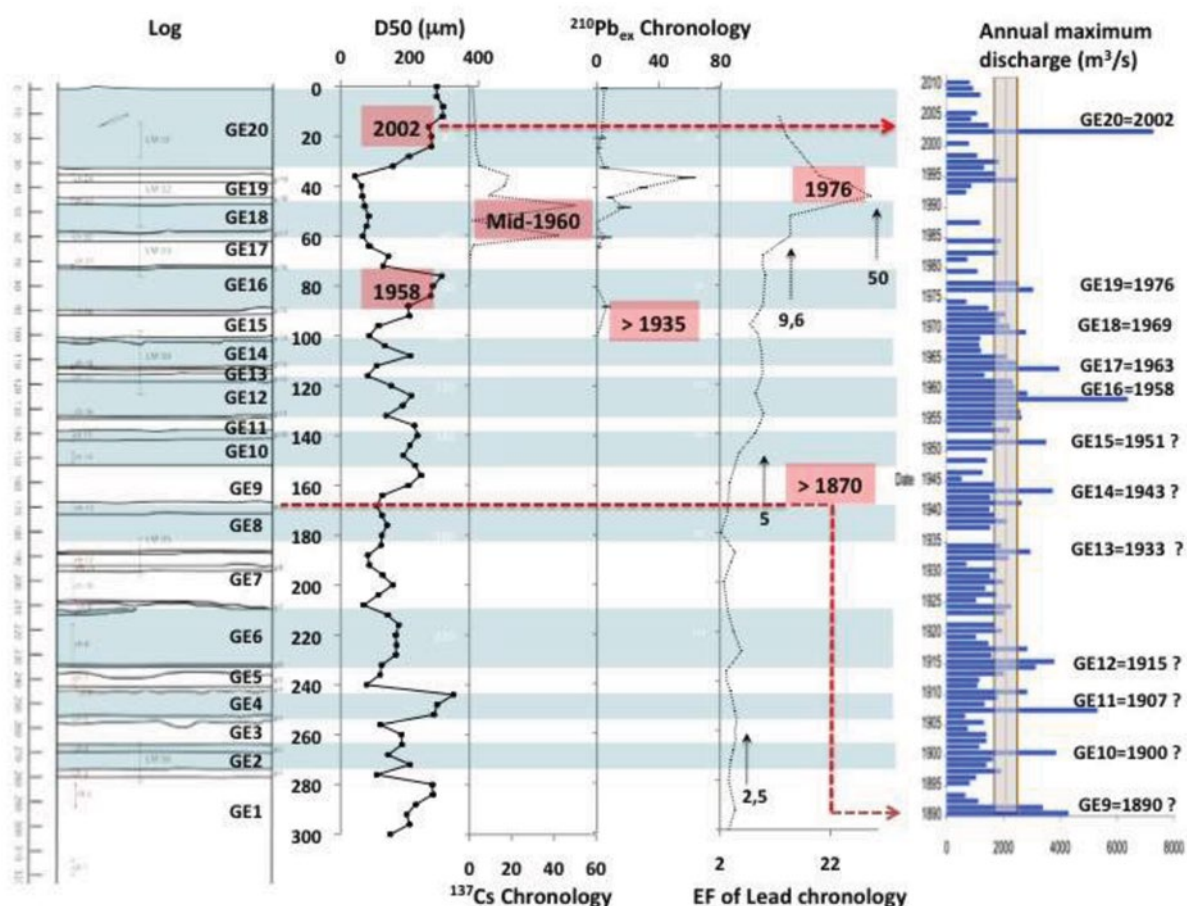 Log
D50 (µm)
²¹⁰Pbₑₓ Chronology
Annual maximum
discharge (m³/s)
0 200 400
0 40 80
0
20
40
60
80
100
120
140
160
180
200
220
240
260
280
300
GE20
GE19
GE18
GE17
GE16
GE15
GE14
GE13
GE12
GE11
GE10
GE9
GE8
GE7
GE6
GE5
GE4
GE3
GE2
GE1
2002
1958
Mid-1960
> 1935
1976
> 1870
50
9,6
5
2,5
0 20 40 60
¹³⁷Cs Chronology
2 22
EF of Lead chronology
Date
2010
2005
2000
1995
1990
1985
1980
1975
1970
1965
1960
1955
1950
1945
1940
1935
1930
1925
1920
1915
1910
1905
1900
1895
1890
GE20=2002
GE19=1976
GE18=1969
GE17=1963
GE16=1958
GE15=1951 ?
GE14=1943 ?
GE13=1933 ?
GE12=1915 ?
GE11=1907 ?
GE10=1900 ?
GE9=1890 ?
0 2000 4000 6000 8000